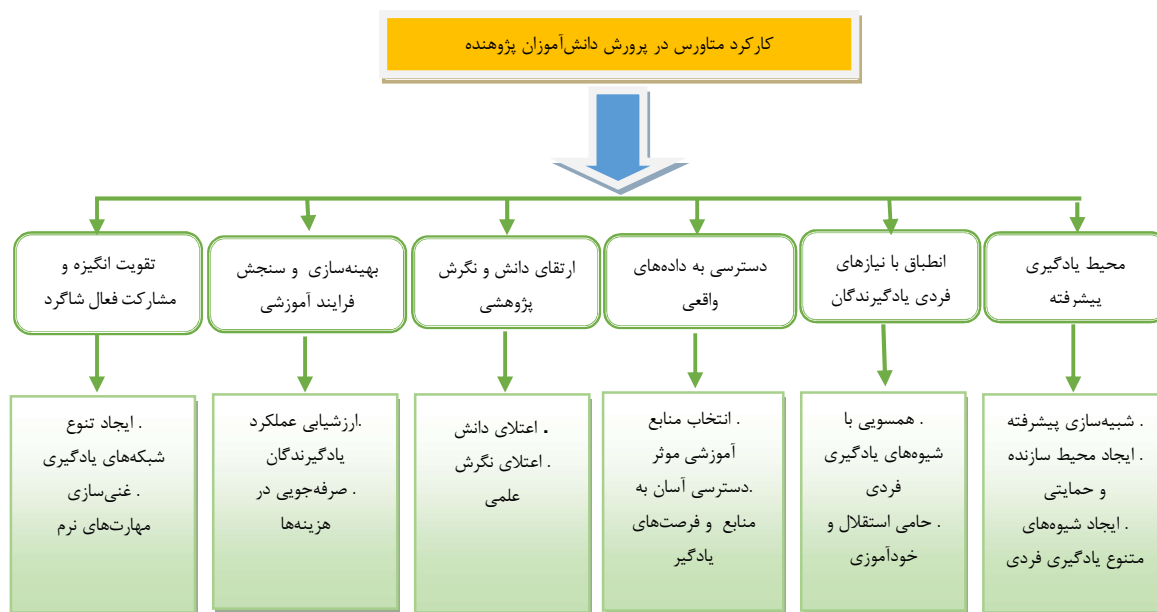 کارکرد متاورس در پرورش دانش‌آموزان پژوهنده
محیط یادگیری
پیشرفته
انطباق با نیازهای
فردی یادگیرندگان
دسترسی به داده‌های
واقعی
ارتقای دانش و نگرش
پژوهشی
بهینه‌سازی و سنجش
فرایند آموزشی
تقویت انگیزه و
مشارکت فعال شاگرد
. شبیه‌سازی پیشرفته
. ایجاد محیط سازنده
و حمایتی
. ایجاد شیوه‌های
متنوع یادگیری فردی
. همسویی با
شیوه‌های یادگیری
فردی
. حامی استقلال و
خودآموزی
. انتخاب منابع
آموزشی موثر
.دسترسی آسان به
منابع و فرصت‌های
یادگیر
. اعتلای دانش
. اعتلای نگرش
علمی
.ارزشیابی عملکرد
یادگیرندگان
. صرفه‌جویی در
هزینه‌ها
. ایجاد تنوع
شبکه‌های یادگیری
. غنی‌سازی
مهارت‌های نرم